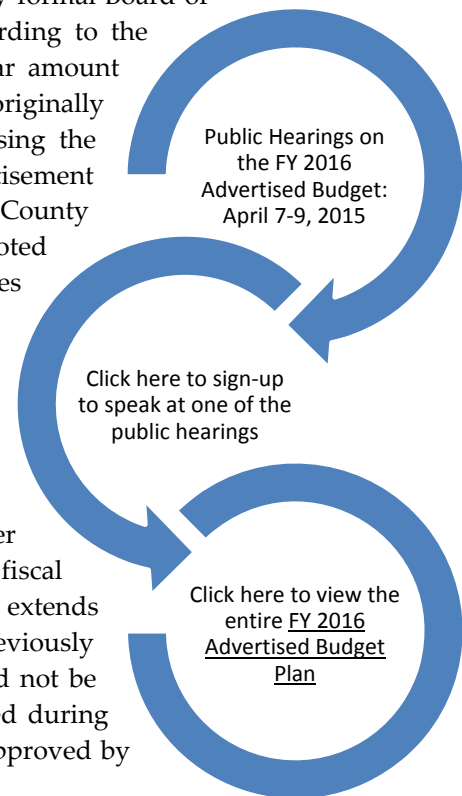 y formal Board of
rding to the
ar amount
originally
sing the
tisement
County
oted
es
er
fiscal
extends
eviously
d not be
ed during
pproved by
Public Hearings on
the FY 2016
Advertised Budget:
April 7-9, 2015
Click here to sign-up
to speak at one of the
public hearings
Click here to view the
entire FY 2016
Advertised Budget
Plan